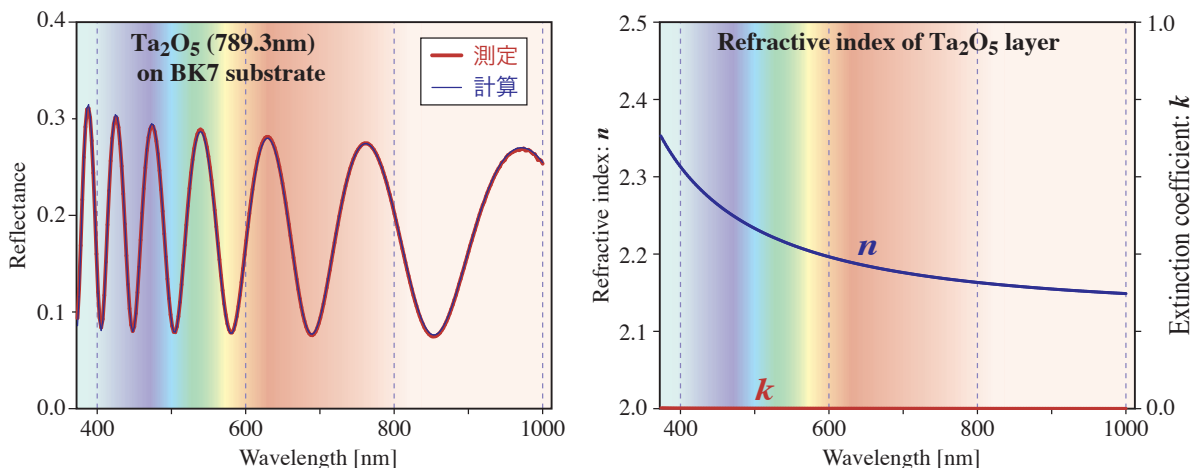 Ta2O5 (789.3nm)
on BK7 substrate
測定
計算
0.4
0.3
0.2
0.1
0.0
Reflectance
400
600
800
1000
Wavelength [nm]
Refractive index of Ta2O5 layer
2.5
2.4
2.3
2.2
2.1
2.0
Refractive index: n
n
k
1.0
0.0
Extinction coefficient: k
400
600
800
1000
Wavelength [nm]